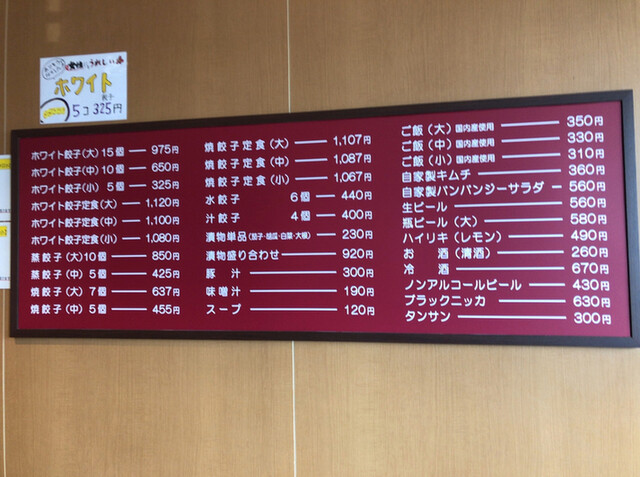 ホワイト
餃子
5コ325円
ホワイト餃子(大)15個 975円
ホワイト餃子(中)10個 650円
ホワイト餃子(小) 5個 325円
ホワイト餃子定食(大) 1,120円
ホワイト餃子定食(中) 1,100円
ホワイト餃子定食(小) 1,080円
蒸餃子(大)10個 850円
蒸餃子(中) 5個 425円
焼餃子(大) 7個 637円
焼餃子(中) 5個 455円
焼餃子定食(大) 1,107円
焼餃子定食(中) 1,087円
焼餃子定食(小) 1,067円
水餃子 6個 440円
汁餃子 4個 400円
漬物単品(茄子・胡瓜・白菜・大根) 230円
漬物盛り合わせ 920円
豚汁 300円
味噌汁 190円
スープ 120円
ご飯(大)国内産使用 350円
ご飯(中)国内産使用 330円
ご飯(小)国内産使用 310円
自家製キムチ 360円
自家製バンバンジーサラダ 560円
生ビール 560円
瓶ビール(大) 580円
ハイリキ(レモン) 490円
お酒(清酒) 260円
冷酒 670円
ノンアルコールビール 430円
ブラックニッカ 630円
タンサン 300円